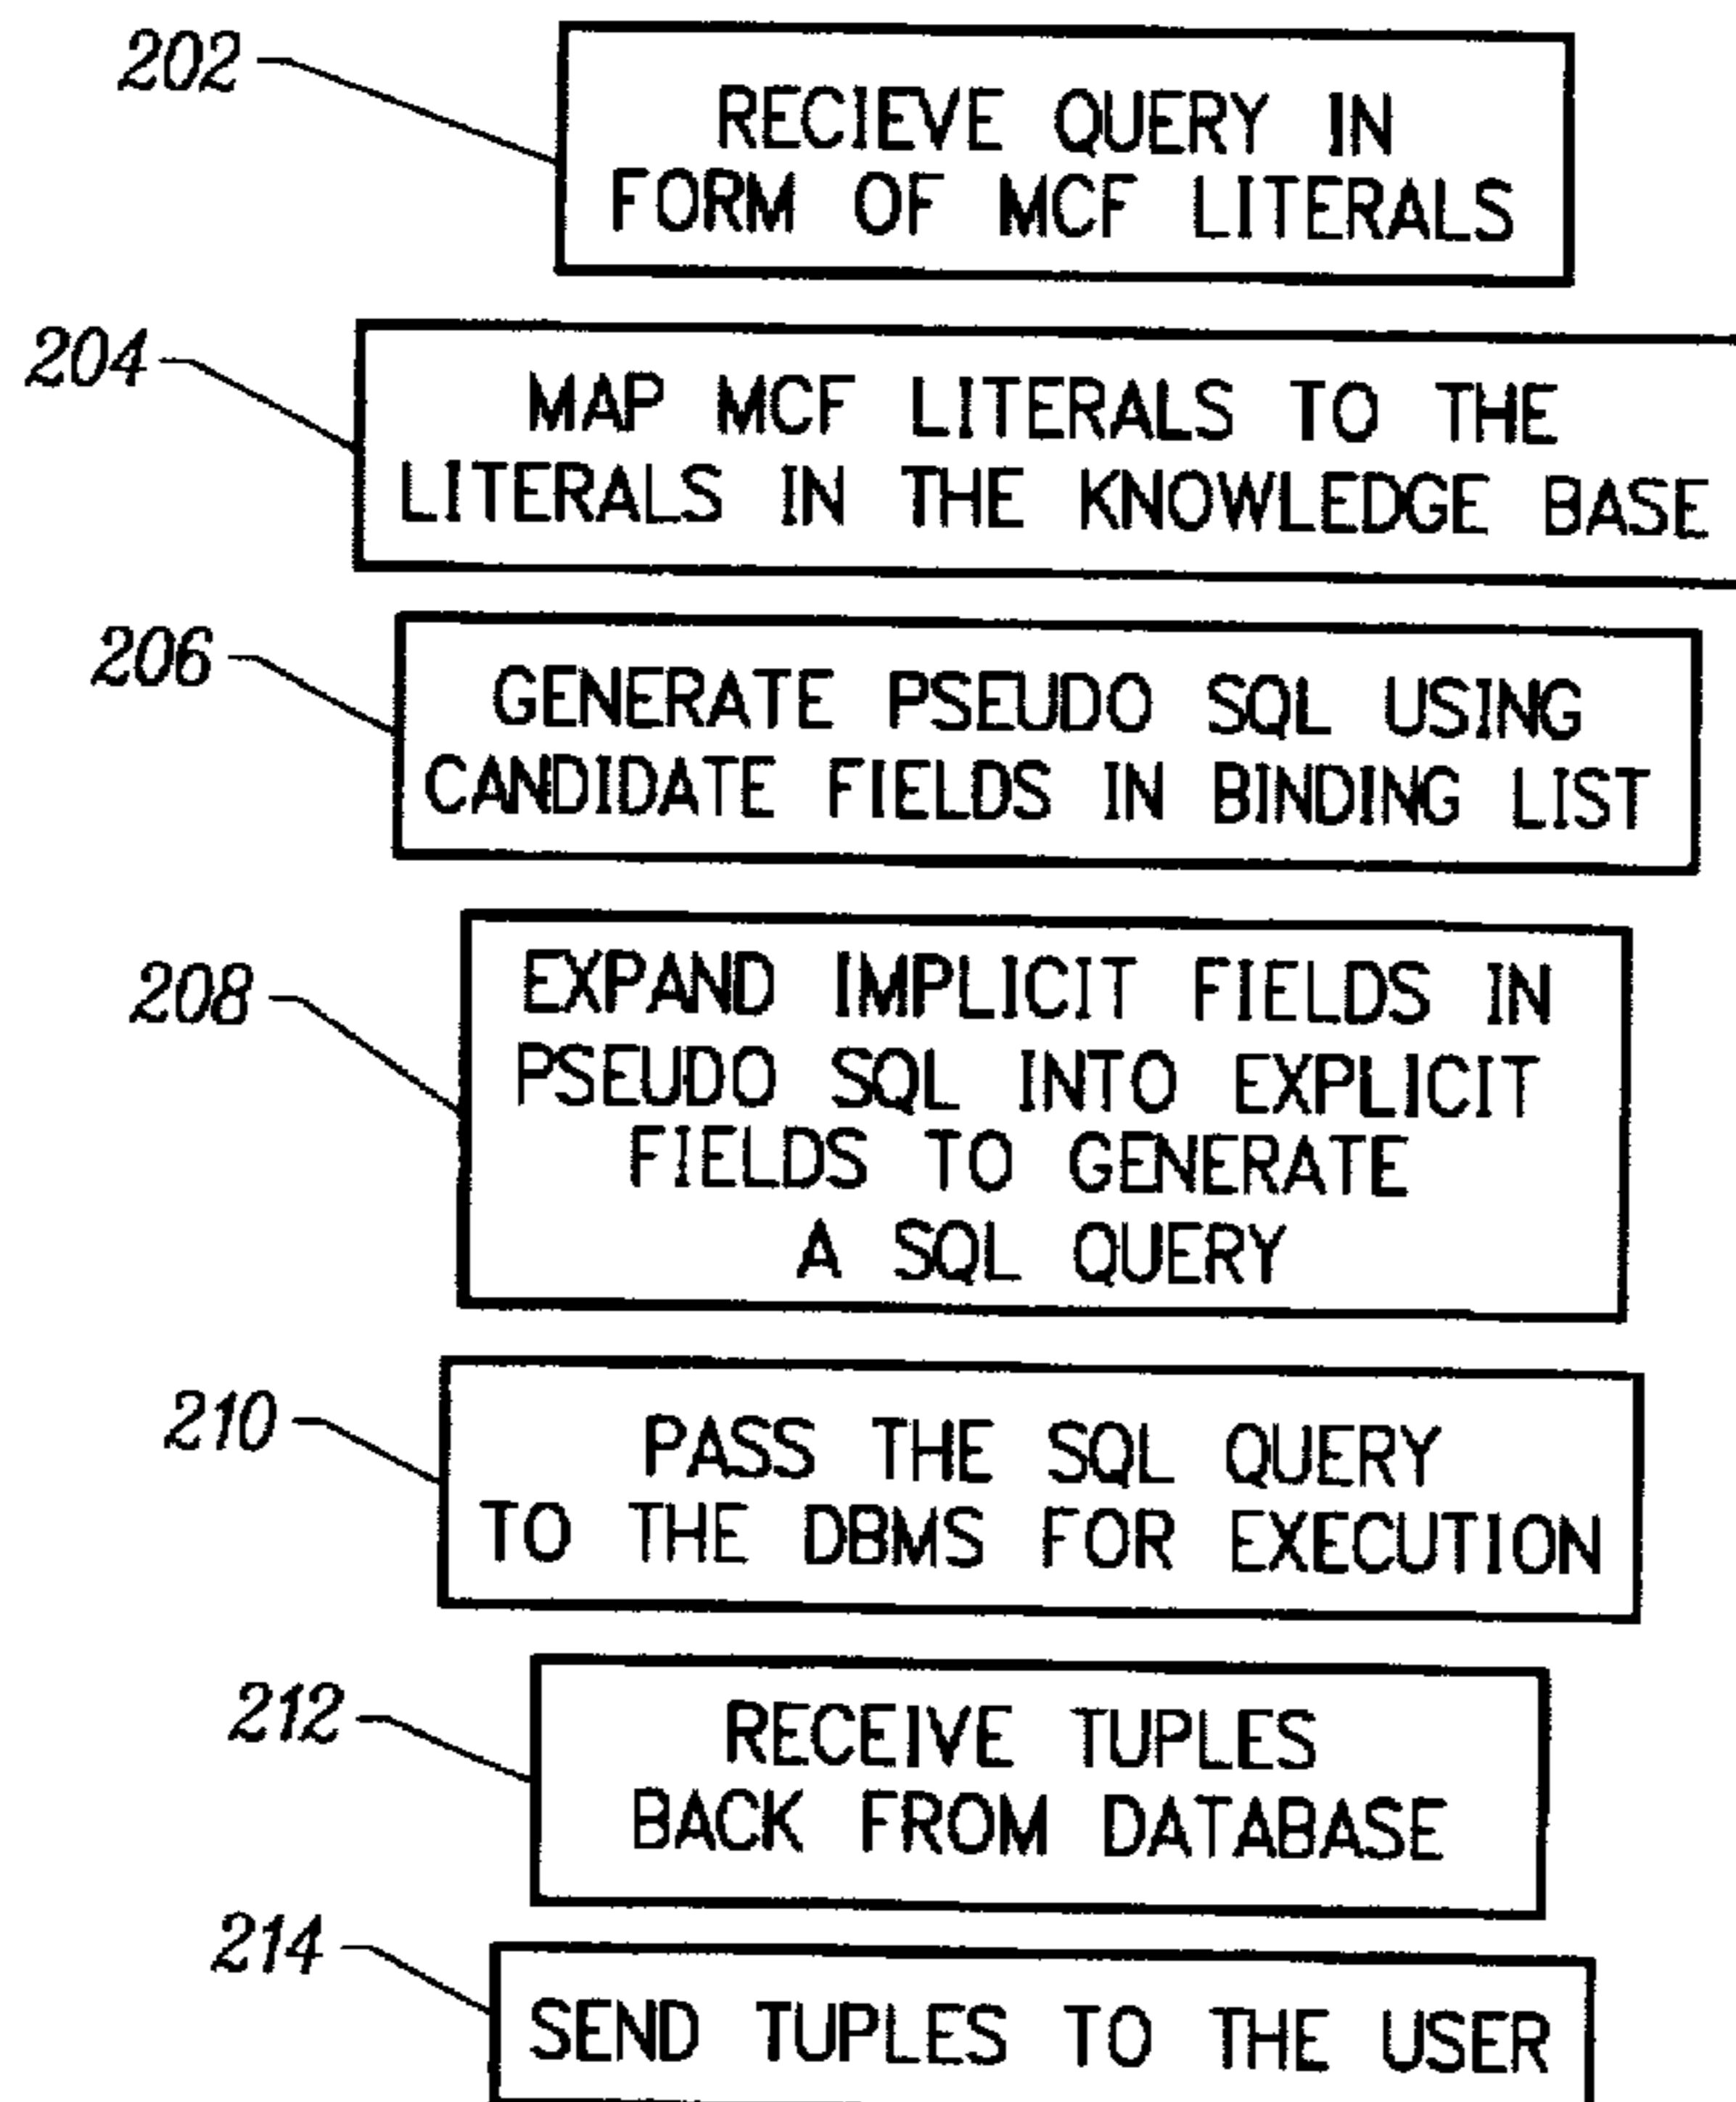 202
RECIEVE QUERY IN
FORM OF MCF LITERALS
204
MAP MCF LITERALS TO THE
LITERALS IN THE KNOWLEDGE BASE
206
GENERATE PSEUDO SQL USING
CANDIDATE FIELDS IN BINDING LIST
208
EXPAND IMPLICIT FIELDS IN
PSEUDO SQL INTO EXPLICIT
FIELDS TO GENERATE
A SQL QUERY
210
PASS THE SQL QUERY
TO THE DBMS FOR EXECUTION
212
RECEIVE TUPLES
BACK FROM DATABASE
214
SEND TUPLES TO THE USER